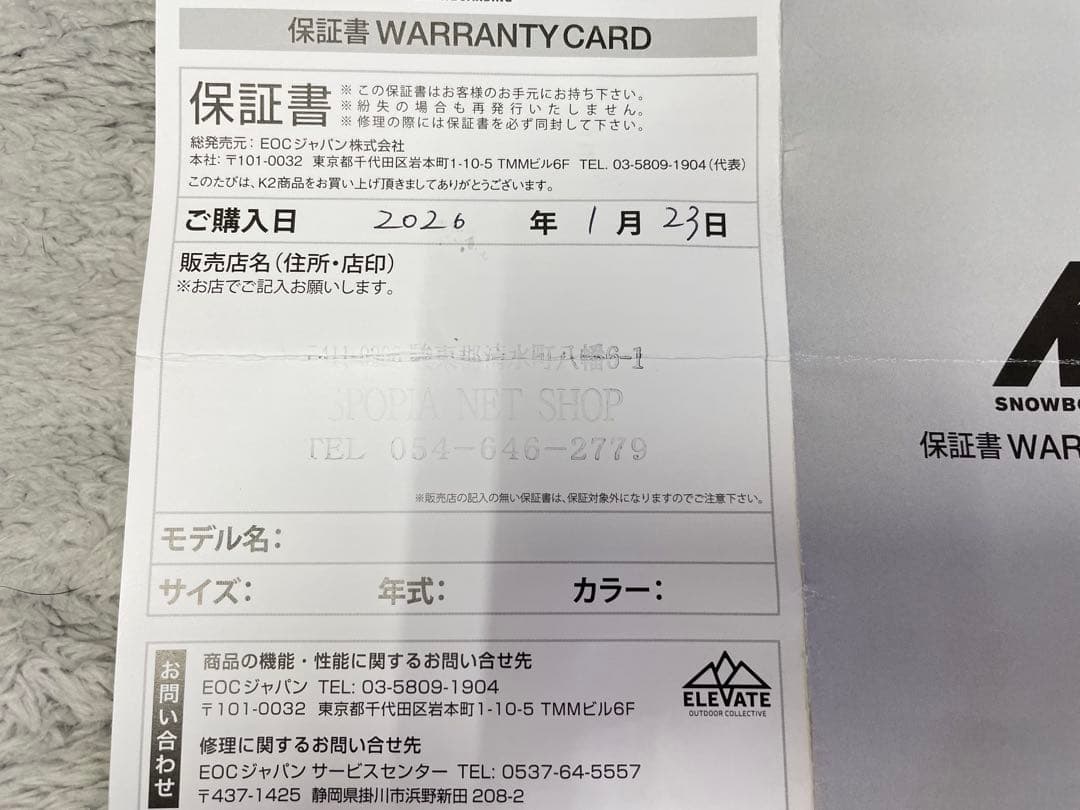 保証書 WARRANTY CARD
保証書
※この保証書はお客様のお手元にお持ち下さい。
※紛失の場合も再発行いたしません。
※修理の際には保証書を必ず同封して下さい。
総発売元：EOCジャパン株式会社
本社：〒101-0032 東京都千代田区岩本町1-10-5 TMMビル6F TEL. 03-5809-1904（代表）
このたびは、K2商品をお買い上げ頂きましてありがとうございます。
ご購入日 2026 年 1 月 23 日
販売店名（住所・店印）
※お店でご記入お願いします。
駿東郡清水町八幡6-1
SPOPIA NET SHOP
TEL 054-646-2779
※販売店の記入の無い保証書は、保証対象外になりますのでご注意下さい。
モデル名：
サイズ： 年式： カラー：
お問い合わせ
商品の機能・性能に関するお問い合せ先
EOCジャパン TEL: 03-5809-1904
〒101-0032 東京都千代田区岩本町1-10-5 TMMビル6F
ELEVATE
OUTDOOR COLLECTIVE
修理に関するお問い合せ先
EOCジャパン サービスセンター TEL: 0537-64-5557
〒437-1425 静岡県掛川市浜野新田 208-2
SNOWBO
保証書 WAR